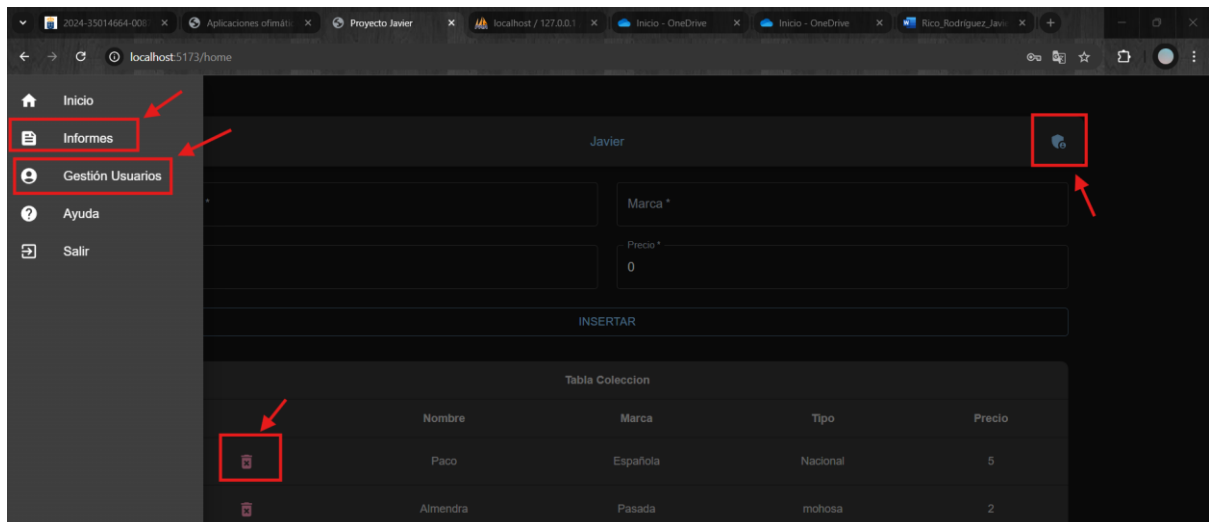 2024-35014664-008
Aplicaciones ofimáti
Proyecto Javier
localhost / 127.0.0.1
Inicio - OneDrive
Inicio - OneDrive
Rico_Rodríguez_Javi
localhost:5173/home
Inicio
Informes
Gestión Usuarios
Ayuda
Salir
Javier
*
Marca *
Precio *
0
INSERTAR
Tabla Coleccion
Nombre Marca Tipo Precio
Paco Española Nacional 5
Almendra Pasada mohosa 2